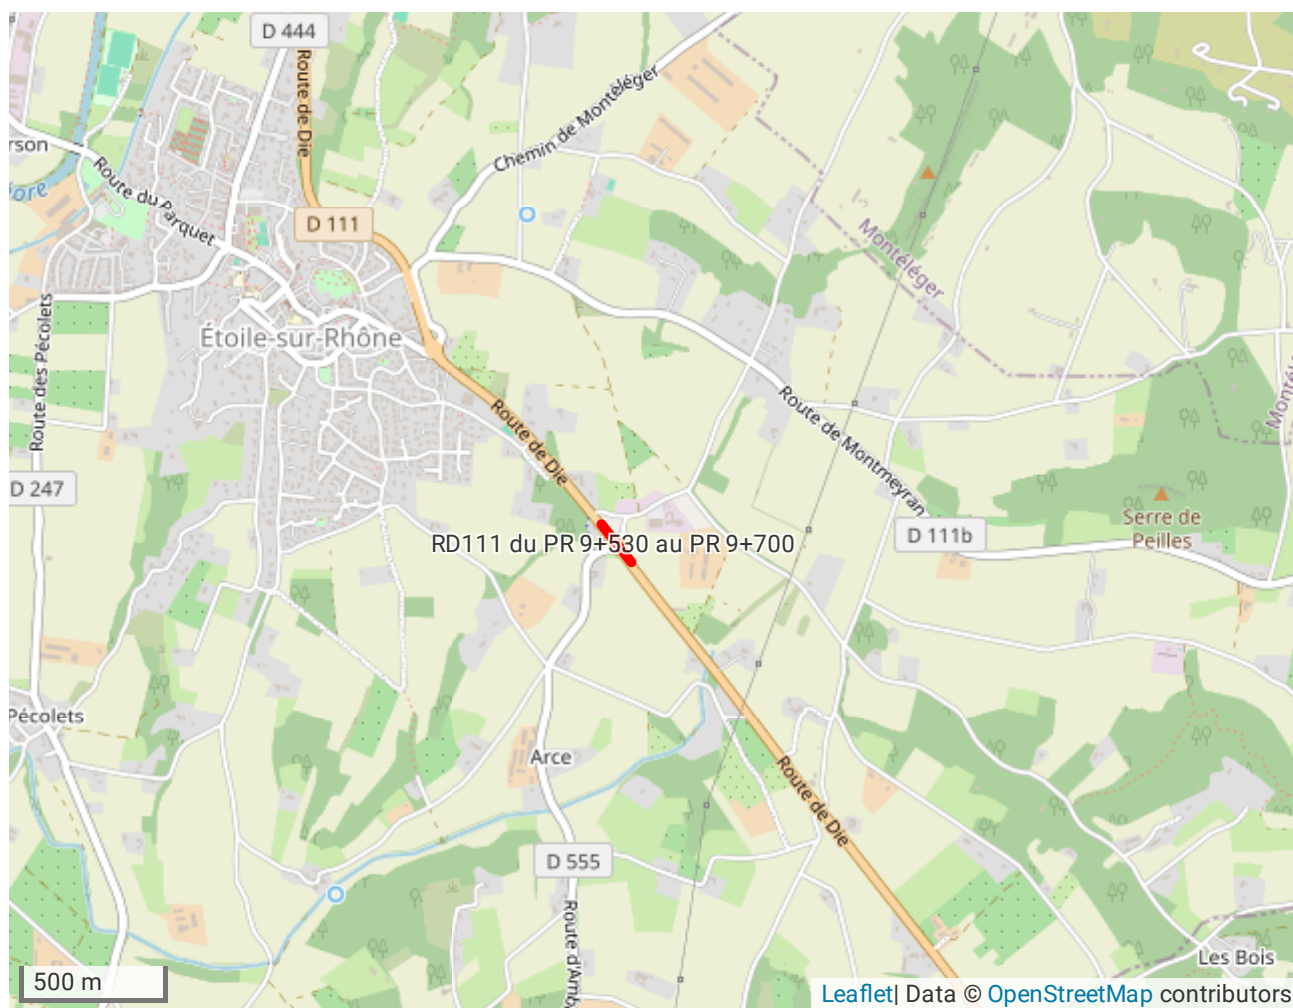 D 444
Route de Die
Chemin de Montéléger
rson
Route du Parquet
ore
D 111
Montéléger
Étoile-sur-Rhône
Route des Pécolets
Route de Die
Route de Montmeyran
Montél
D 247
Serre de
Peilles
D 111b
RD111 du PR 9+530 au PR 9+700
Pécolets
Arce
Route de Die
D 555
Route d'Amb
Les Bois
500 m
Leaflet| Data © OpenStreetMap contributors